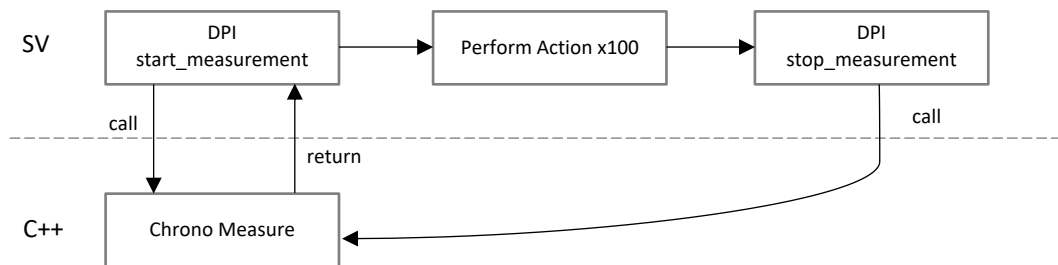 SV
DPI
start_measurement
Perform Action x100
DPI
stop_measurement
call
call
return
C++
Chrono Measure